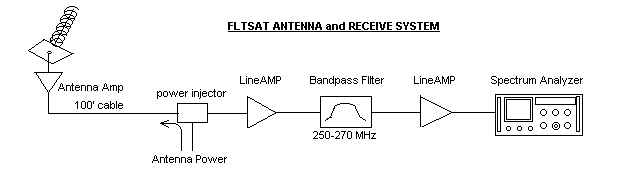 FLTSAT ANTENNA and RECEIVE SYSTEM
Antenna Amp
100' cable
power injector
LineAMP
Bandpass FIlter
LineAMP
Spectrum Analyzer
250-270 MHz
Antenna Power